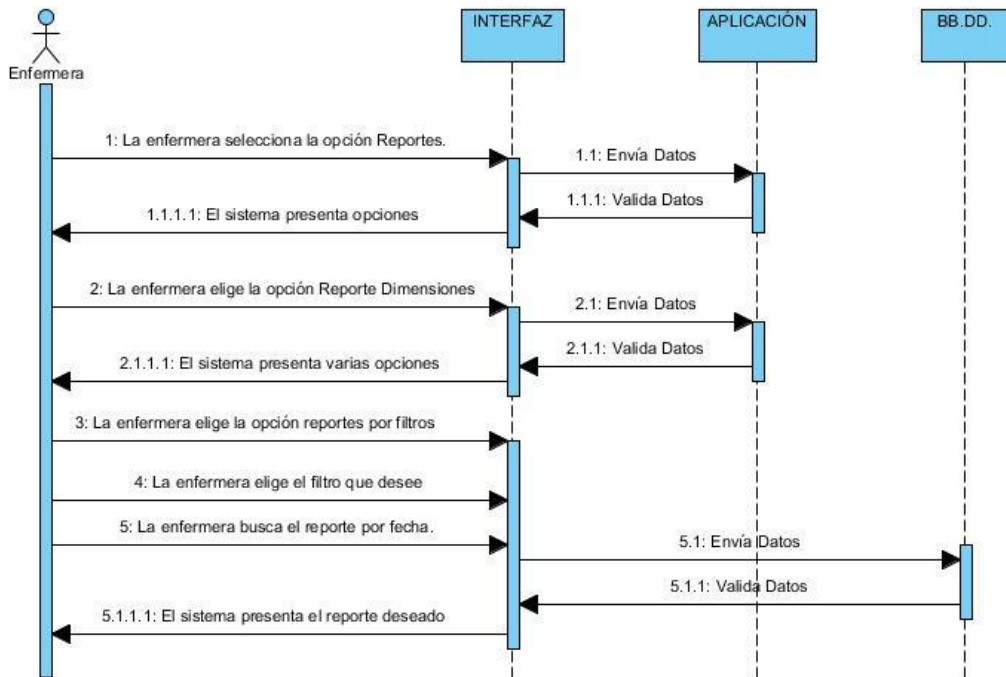 INTERFAZ
APLICACIÓN
BB.DD.
Enfermera
1: La enfermera selecciona la opción Reportes.
1.1: Envía Datos
1.1.1: Valida Datos
1.1.1.1: El sistema presenta opciones
2: La enfermera elige la opción Reporte Dimensiones
2.1: Envía Datos
2.1.1: Valida Datos
2.1.1.1: El sistema presenta varias opciones
3: La enfermera elige la opción reportes por filtros
4: La enfermera elige el filtro que desee
5: La enfermera busca el reporte por fecha.
5.1: Envía Datos
5.1.1: Valida Datos
5.1.1.1: El sistema presenta el reporte deseado